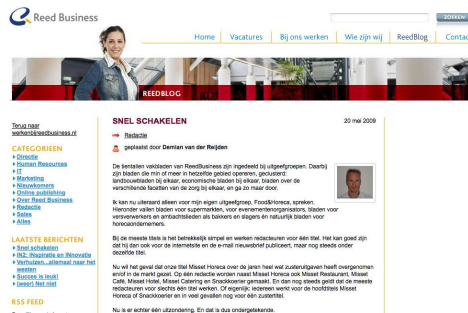 Reed Business
ZOEKEN
Home
Vacatures
Bij ons werken
Wie zijn wij
ReedBlog
Contac
REEDBLOG
Terug naar
werkenbijreedbusiness.nl
CATEGORIEEN
Directie
Human Resources
IT
Marketing
Nieuwkomers
Online publishing
Over Reed Business
Redactie
Sales
Alles
LAATSTE BERICHTEN
Snel schakelen
IN2: INspiratie en INnovatie
Verhuizen...allemaal naar het
westen
Succes is leuk!
(weer) Net niet
RSS FEED
SNEL SCHAKELEN
20 mei 2009
Redactie
geplaatst door Demian van der Reijden
De tientallen vakbladen van ReedBusiness zijn ingedeeld bij uitgeefgroepen. Daarbij
zijn bladen die min of meer in hetzelfde gebied opereren, geclusterd:
landbouwbladen bij elkaar, economische bladen bij elkaar, bladen over de
verschillende facetten van de zorg bij elkaar, en ga zo maar door.
Ik kan nu uiteraard alleen voor mijn eigen uitgeefgroep, Food&Horeca, spreken.
Hieronder vallen bladen voor supermarkten, voor evenementenorganisators, bladen voor
versverwerkers en ambachtslieden als bakkers en slagers én natuurlijk bladen voor
horecaondernemers.
Bij de meeste titels is het betrekkelijk simpel en werken redacteuren voor één titel. Het kan goed zijn
dat hij dan ook voor de internetsite en de e-mail nieuwsbrief publiceert, maar nog steeds onder
dezelfde titel.
Nu wil het geval dat onze titel Misset Horeca over de jaren heel wat zusteruitgaven heeft overgenomen
en/of in de markt gezet. Op één redactie worden naast Misset Horeca ook Misset Restaurant, Misset
Café, Misset Hotel, Misset Catering en Snackkoerier gemaakt. En dan nog steeds geldt dat de meeste
redacteuren voor slechts één titel werken. Of eigenlijk: iedereen werkt voor de hoofdtitels Misset
Horeca of Snackkoerier en in veel gevallen nog voor één zustertitel.
Nu is er echter één uitzondering. En dat is dus ondergetekende.